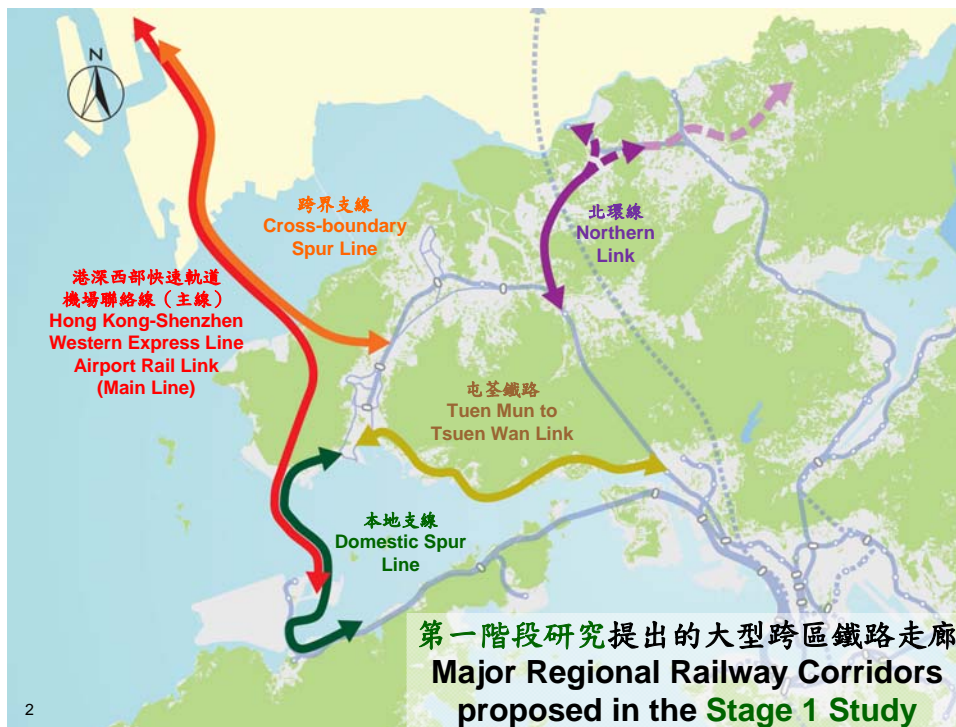 N
跨界支線
Cross-boundary
Spur Line
北環線
Northern
Link
港深西部快速軌道
機場聯絡線（主線）
Hong Kong-Shenzhen
Western Express Line
Airport Rail Link
(Main Line)
屯荃鐵路
Tuen Mun to
Tsuen Wan Link
本地支線
Domestic Spur
Line
第一階段研究提出的大型跨區鐵路走廊
Major Regional Railway Corridors
proposed in the Stage 1 Study
2